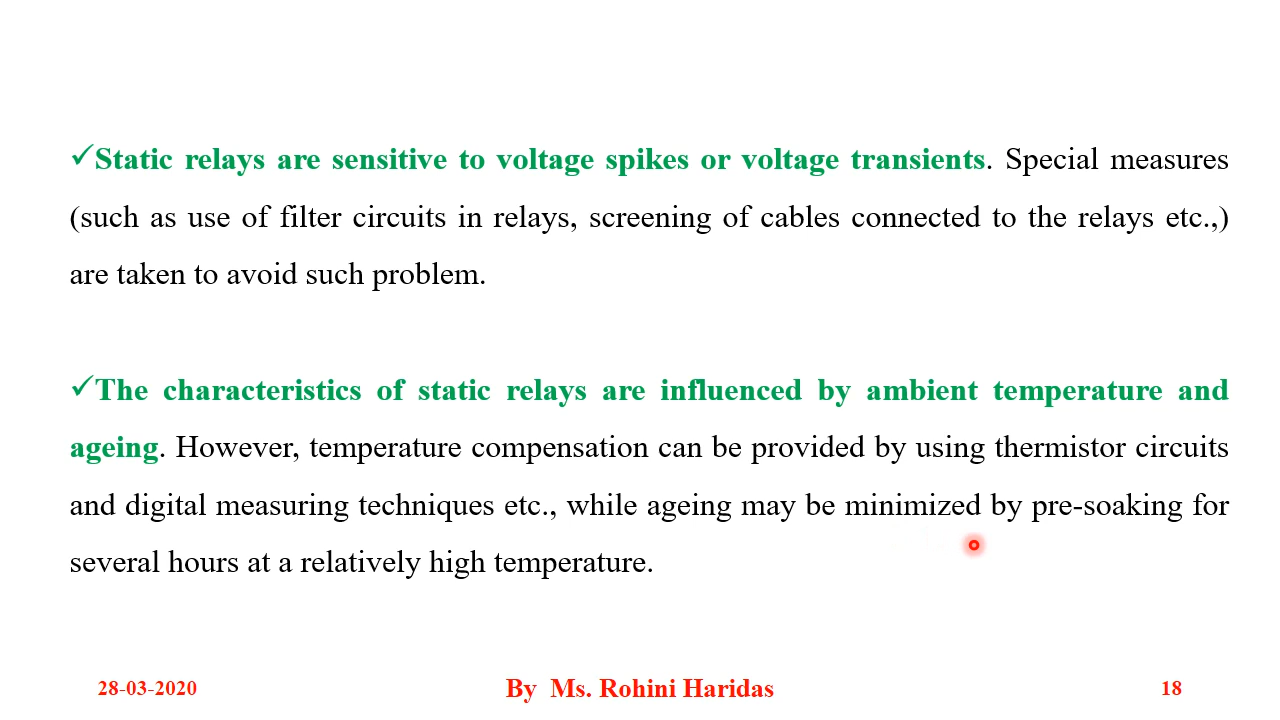 ✓Static relays are sensitive to voltage spikes or voltage transients. Special measures
(such as use of filter circuits in relays, screening of cables connected to the relays etc.,)
are taken to avoid such problem.
✓The characteristics of static relays are influenced by ambient temperature and
ageing. However, temperature compensation can be provided by using thermistor circuits
and digital measuring techniques etc., while ageing may be minimized by pre-soaking for
several hours at a relatively high temperature.
28-03-2020 By Ms. Rohini Haridas 18